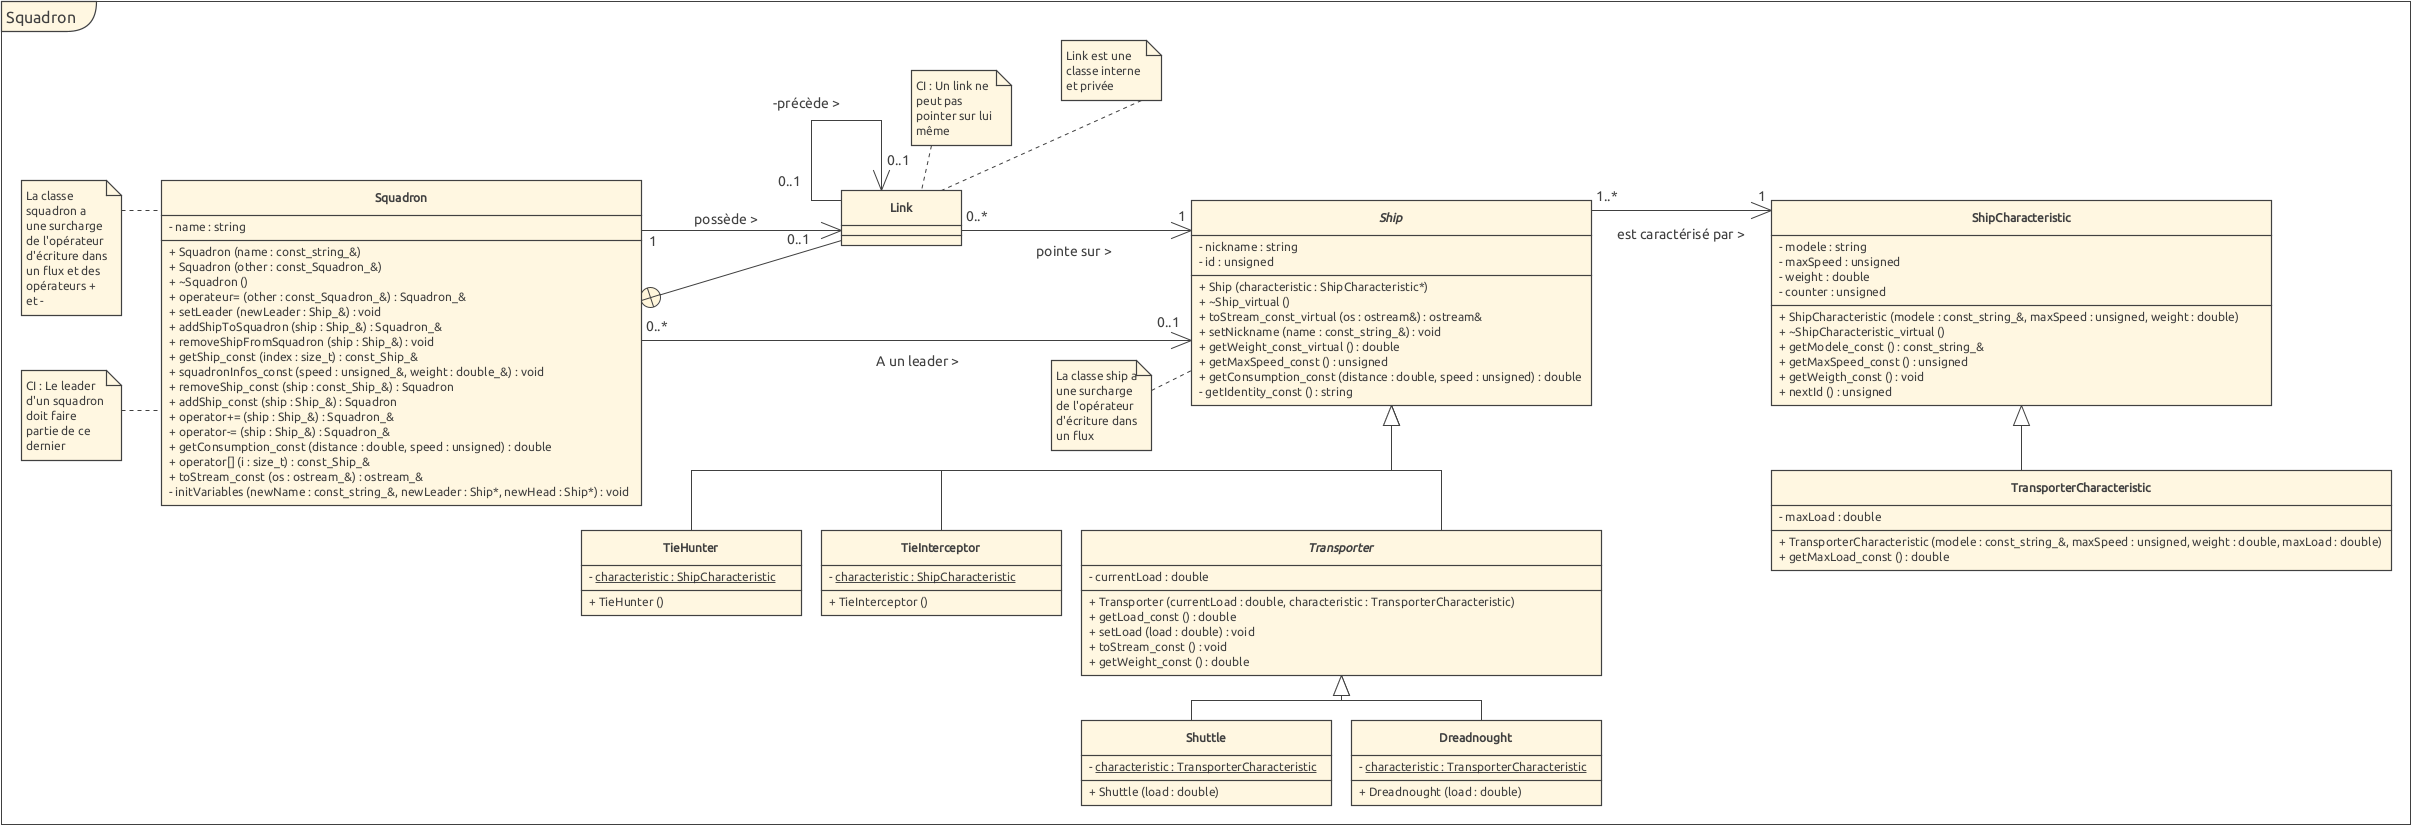 Squadron
Link est une
classe interne
et privée
CI : Un link ne
peut pas
pointer sur lui
même
-précède >
0..1
0..1
La classe
squadron a
une surcharge
de l'opérateur
d'écriture dans
un flux et des
opérateurs +
et -
CI : Le leader
d'un squadron
doit faire
partie de ce
dernier
Squadron
- name : string
+ Squadron (name : const_string_&)
+ Squadron (other : const_Squadron_&)
+ ~Squadron ()
+ operateur= (other : const_Squadron_&) : Squadron_&
+ setLeader (newLeader : Ship_&) : void
+ addShipToSquadron (ship : Ship_&) : Squadron_&
+ removeShipFromSquadron (ship : Ship_&) : void
+ getShip_const (index : size_t) : const_Ship_&
+ squadronInfos_const (speed : unsigned_&, weight : double_&) : void
+ removeShip_const (ship : const_Ship_&) : Squadron
+ addShip_const (ship : Ship_&) : Squadron
+ operator+= (ship : Ship_&) : Squadron_&
+ operator-= (ship : Ship_&) : Squadron_&
+ getConsumption_const (distance : double, speed : unsigned) : double
+ operator[] (i : size_t) : const_Ship_&
+ toStream_const (os : ostream_&) : ostream_&
- initVariables (newName : const_string_&, newLeader : Ship*, newHead : Ship*) : void
possède >
1
0..1
Link
0..*
1
pointe sur >
0..*
0..1
A un leader >
La classe ship a
une surcharge
de l'opérateur
d'écriture dans
un flux
Ship
- nickname : string
- id : unsigned
+ Ship (characteristic : ShipCharacteristic*)
+ ~Ship_virtual ()
+ toStream_const_virtual (os : ostream&) : ostream&
+ setNickname (name : const_string_&) : void
+ getWeight_const_virtual () : double
+ getMaxSpeed_const () : unsigned
+ getConsumption_const (distance : double, speed : unsigned) : double
- getIdentity_const () : string
1..*
1
est caractérisé par >
ShipCharacteristic
- modele : string
- maxSpeed : unsigned
- weight : double
- counter : unsigned
+ ShipCharacteristic (modele : const_string_&, maxSpeed : unsigned, weight : double)
+ ~ShipCharacteristic_virtual ()
+ getModele_const () : const_string_&
+ getMaxSpeed_const () : unsigned
+ getWeigth_const () : void
+ nextId () : unsigned
TransporterCharacteristic
- maxLoad : double
+ TransporterCharacteristic (modele : const_string_&, maxSpeed : unsigned, weight : double, maxLoad : double)
+ getMaxLoad_const () : double
TieHunter
- characteristic : ShipCharacteristic
+ TieHunter ()
TieInterceptor
- characteristic : ShipCharacteristic
+ TieInterceptor ()
Transporter
- currentLoad : double
+ Transporter (currentLoad : double, characteristic : TransporterCharacteristic)
+ getLoad_const () : double
+ setLoad (load : double) : void
+ toStream_const () : void
+ getWeight_const () : double
Shuttle
- characteristic : TransporterCharacteristic
+ Shuttle (load : double)
Dreadnought
- characteristic : TransporterCharacteristic
+ Dreadnought (load : double)